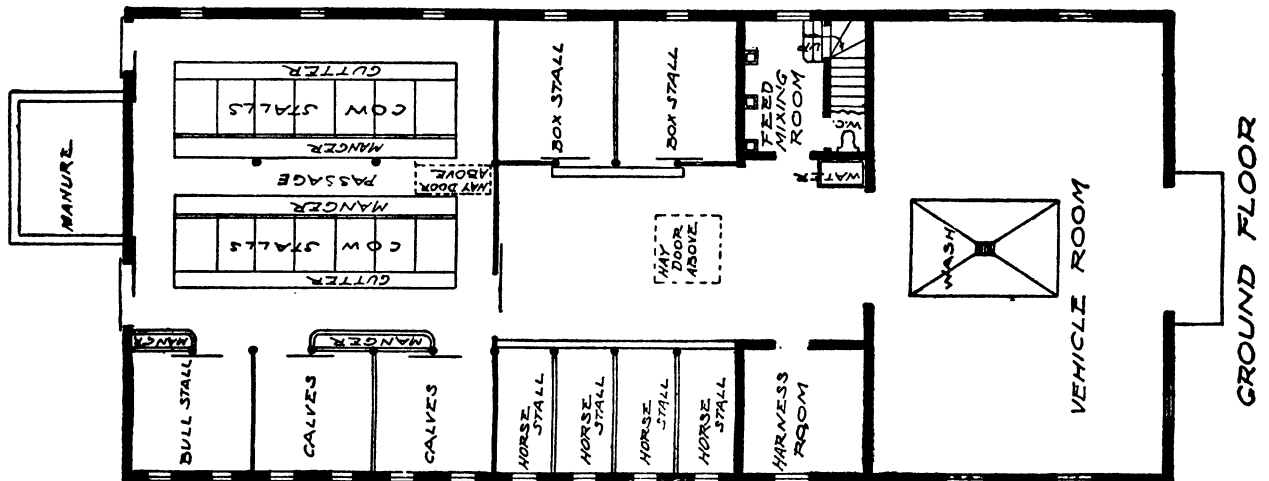 MANURE
GUTTER
COW STALLS
MANGER
PASSAGE
HAY DOOR
ABOVE
MANGER
COW STALLS
GUTTER
MANGER
MANGER
BULL STALL
CALVES
CALVES
BOX STALL
BOX STALL
FEED
MIXING
ROOM
UP
W.C.
WATER
HAY
DOOR
ABOVE
HORSE
STALL
HORSE
STALL
HORSE
STALL
HORSE
STALL
HARNESS
ROOM
WASH
VEHICLE ROOM
GROUND FLOOR